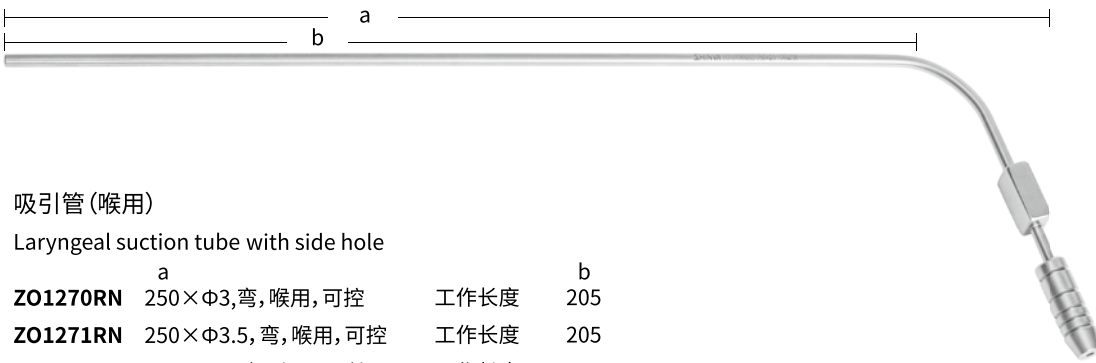 a
b
吸引管（喉用）
Laryngeal suction tube with side hole
a b
ZO1270RN 250×Φ3,弯，喉用，可控 工作长度 205
ZO1271RN 250×Φ3.5，弯，喉用，可控 工作长度 205